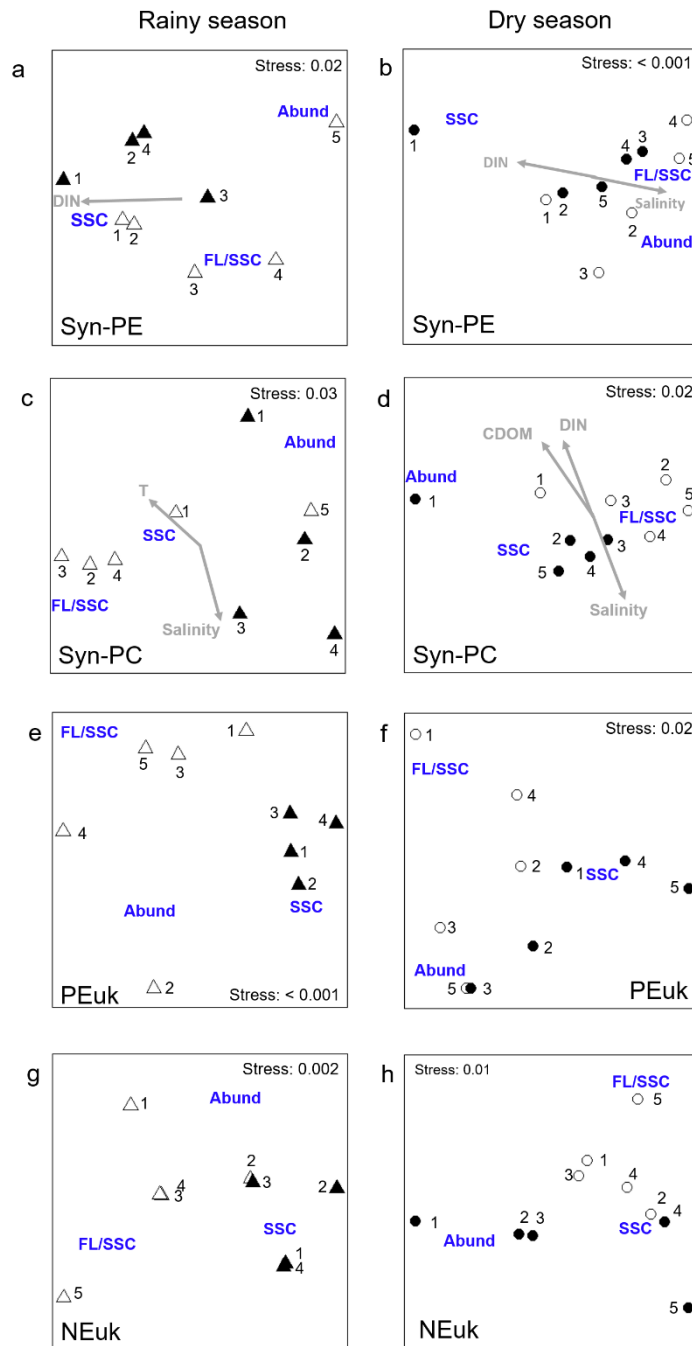 Rainy season
Dry season
a
Stress: 0.02
Abund
5
2
4
1
3
DIN
SSC
1
2
FL/SSC
3
4
Syn-PE
b
Stress: < 0.001
SSC
1
4
4
3
5
DIN
FL/SSC
1
2
5
Salinity
2
Abund
3
Syn-PE
c
Stress: 0.03
1
Abund
T
1
5
SSC
2
3
2
4
FL/SSC
Salinity
3
4
Syn-PC
d
Stress: 0.02
CDOM
DIN
Abund
1
1
2
3
5
FL/SSC
SSC
2
3
4
5
4
Salinity
Syn-PC
e
FL/SSC
1
5
3
3
4
4
1
2
Abund
SSC
2
PEuk
Stress: < 0.001
f
Stress: 0.02
1
FL/SSC
4
2
1
SSC
4
5
3
2
Abund
5
3
PEuk
g
Stress: 0.002
Abund
1
2
4
3
3
2
SSC
FL/SSC
1
4
5
NEuk
h
Stress: 0.01
FL/SSC
5
1
3
4
2
1
2
3
4
Abund
SSC
5
NEuk